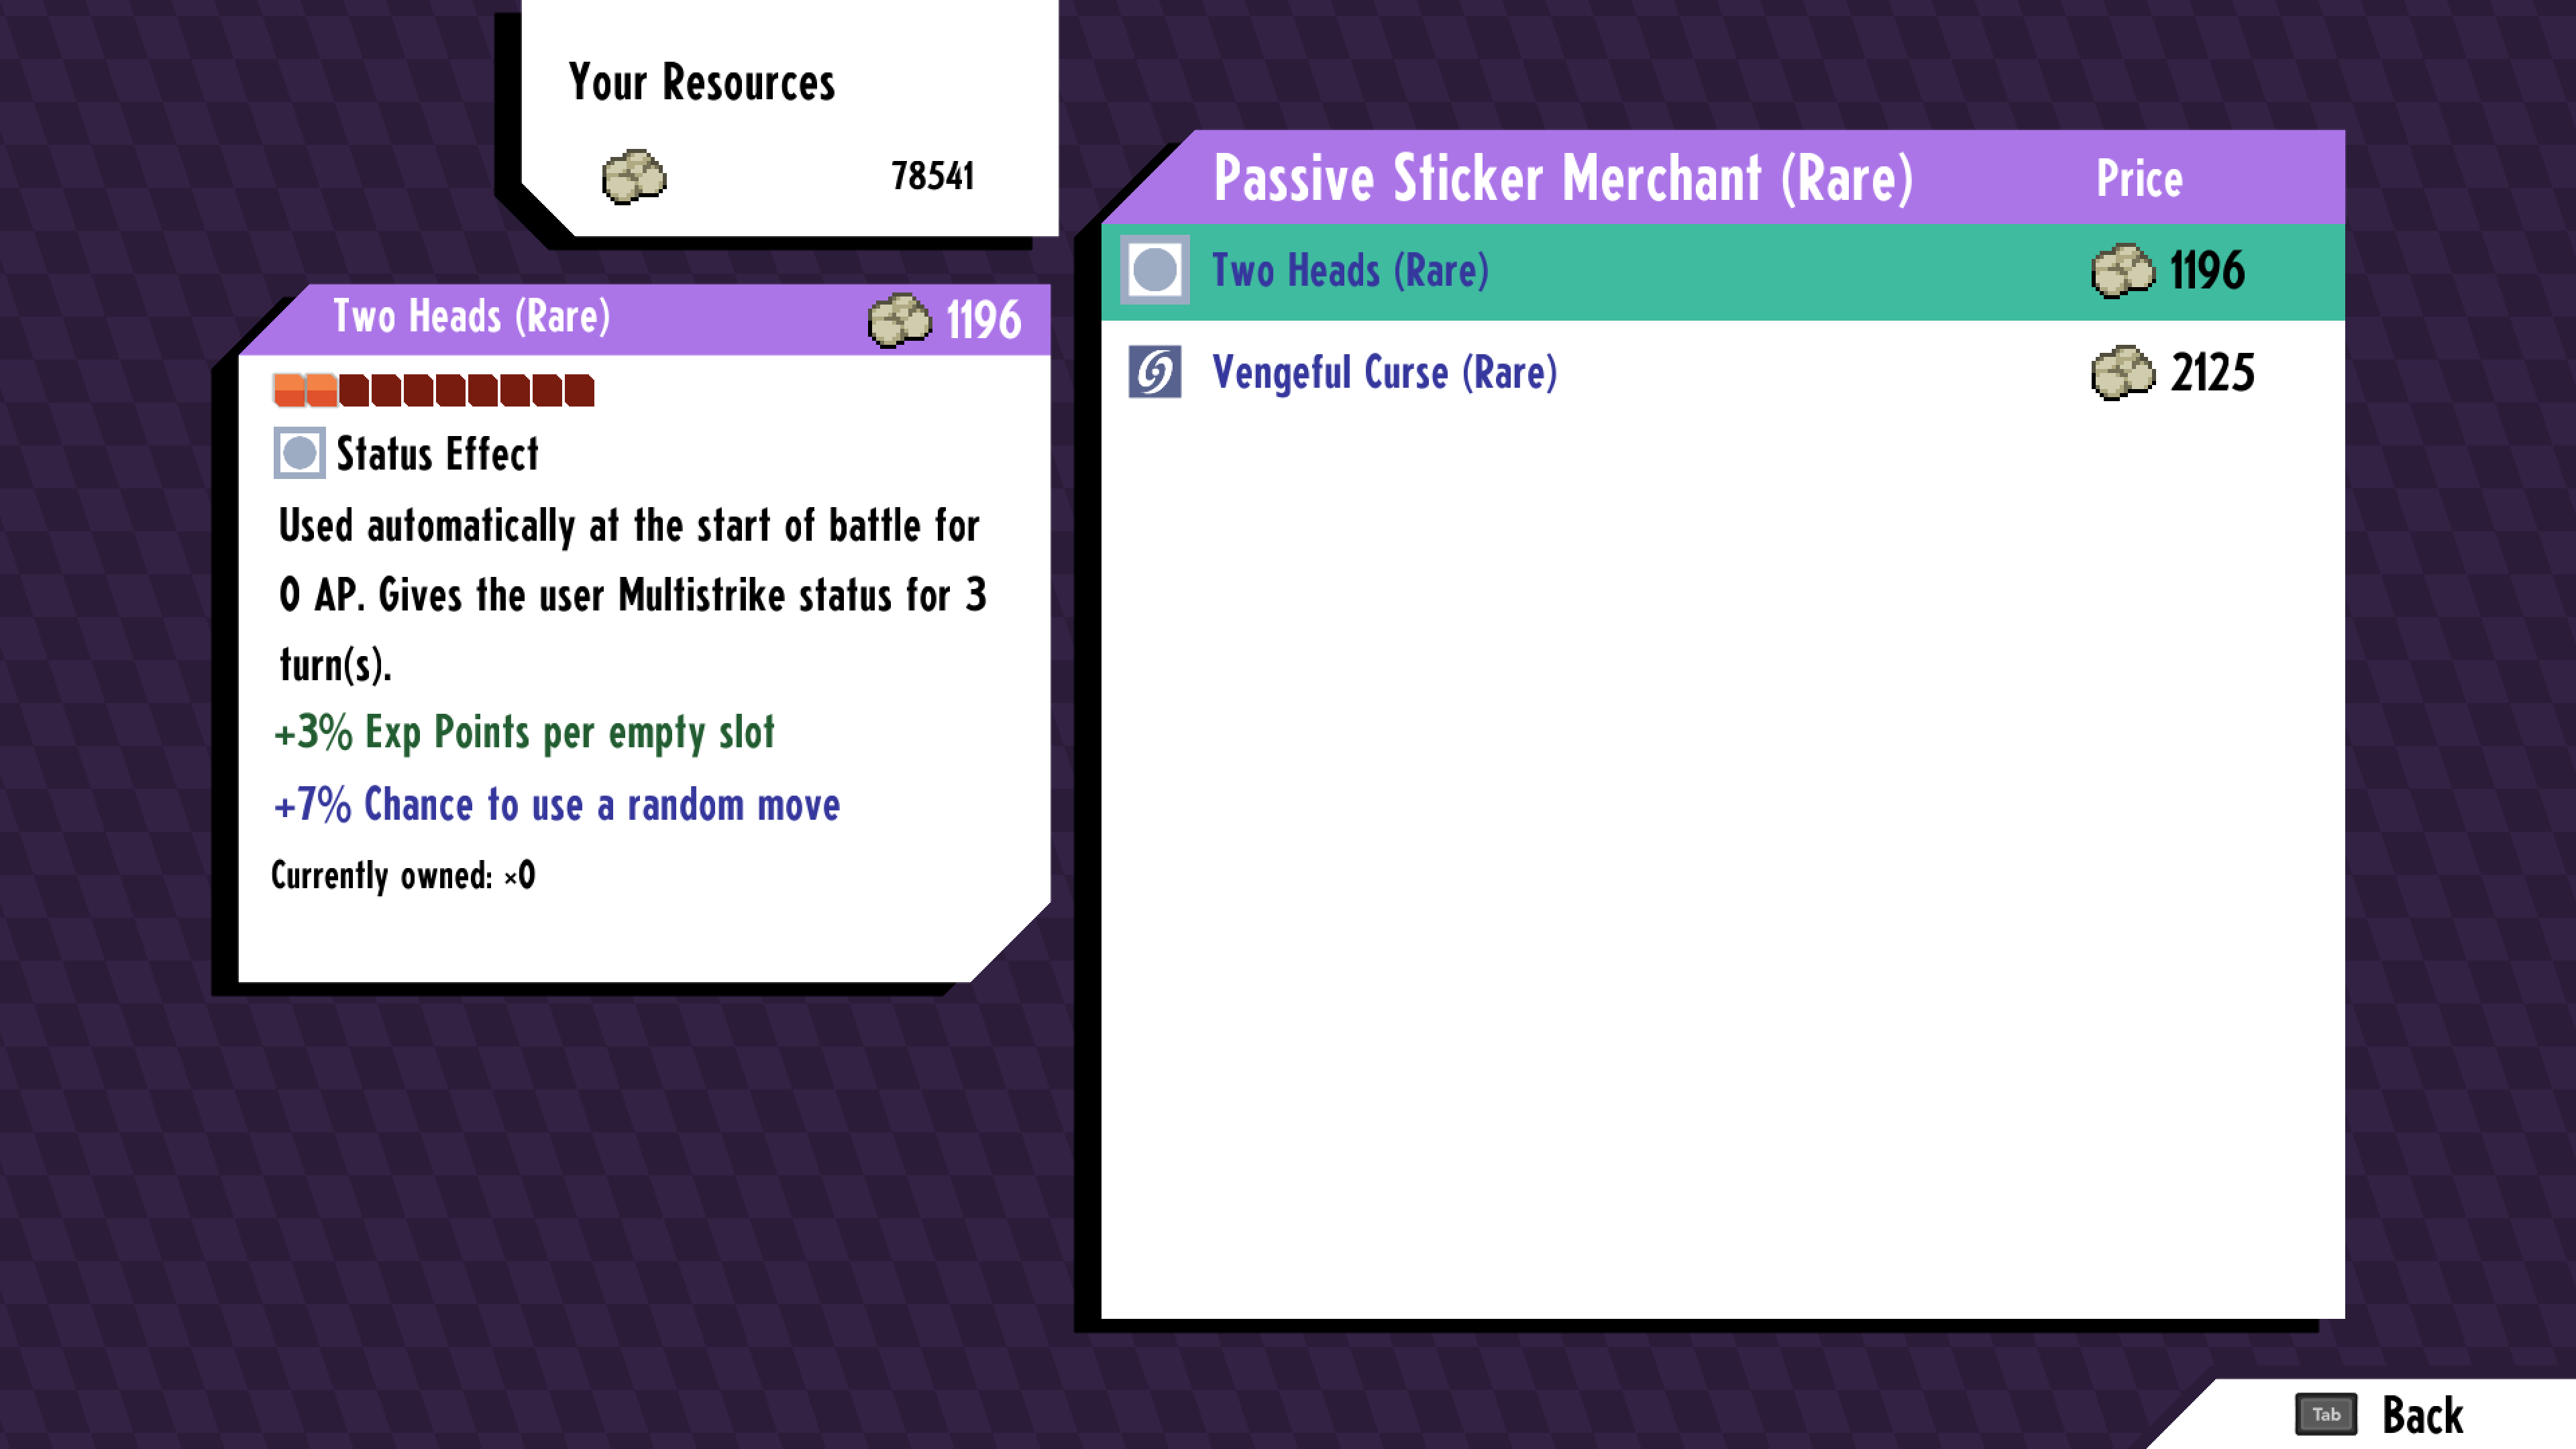 Your Resources
78541
Two Heads (Rare) 1196
Status Effect
Used automatically at the start of battle for
0 AP. Gives the user Multistrike status for 3
turn(s).
+3% Exp Points per empty slot
+7% Chance to use a random move
Currently owned: ×0
Passive Sticker Merchant (Rare) Price
Two Heads (Rare) 1196
Vengeful Curse (Rare) 2125
Tab Back